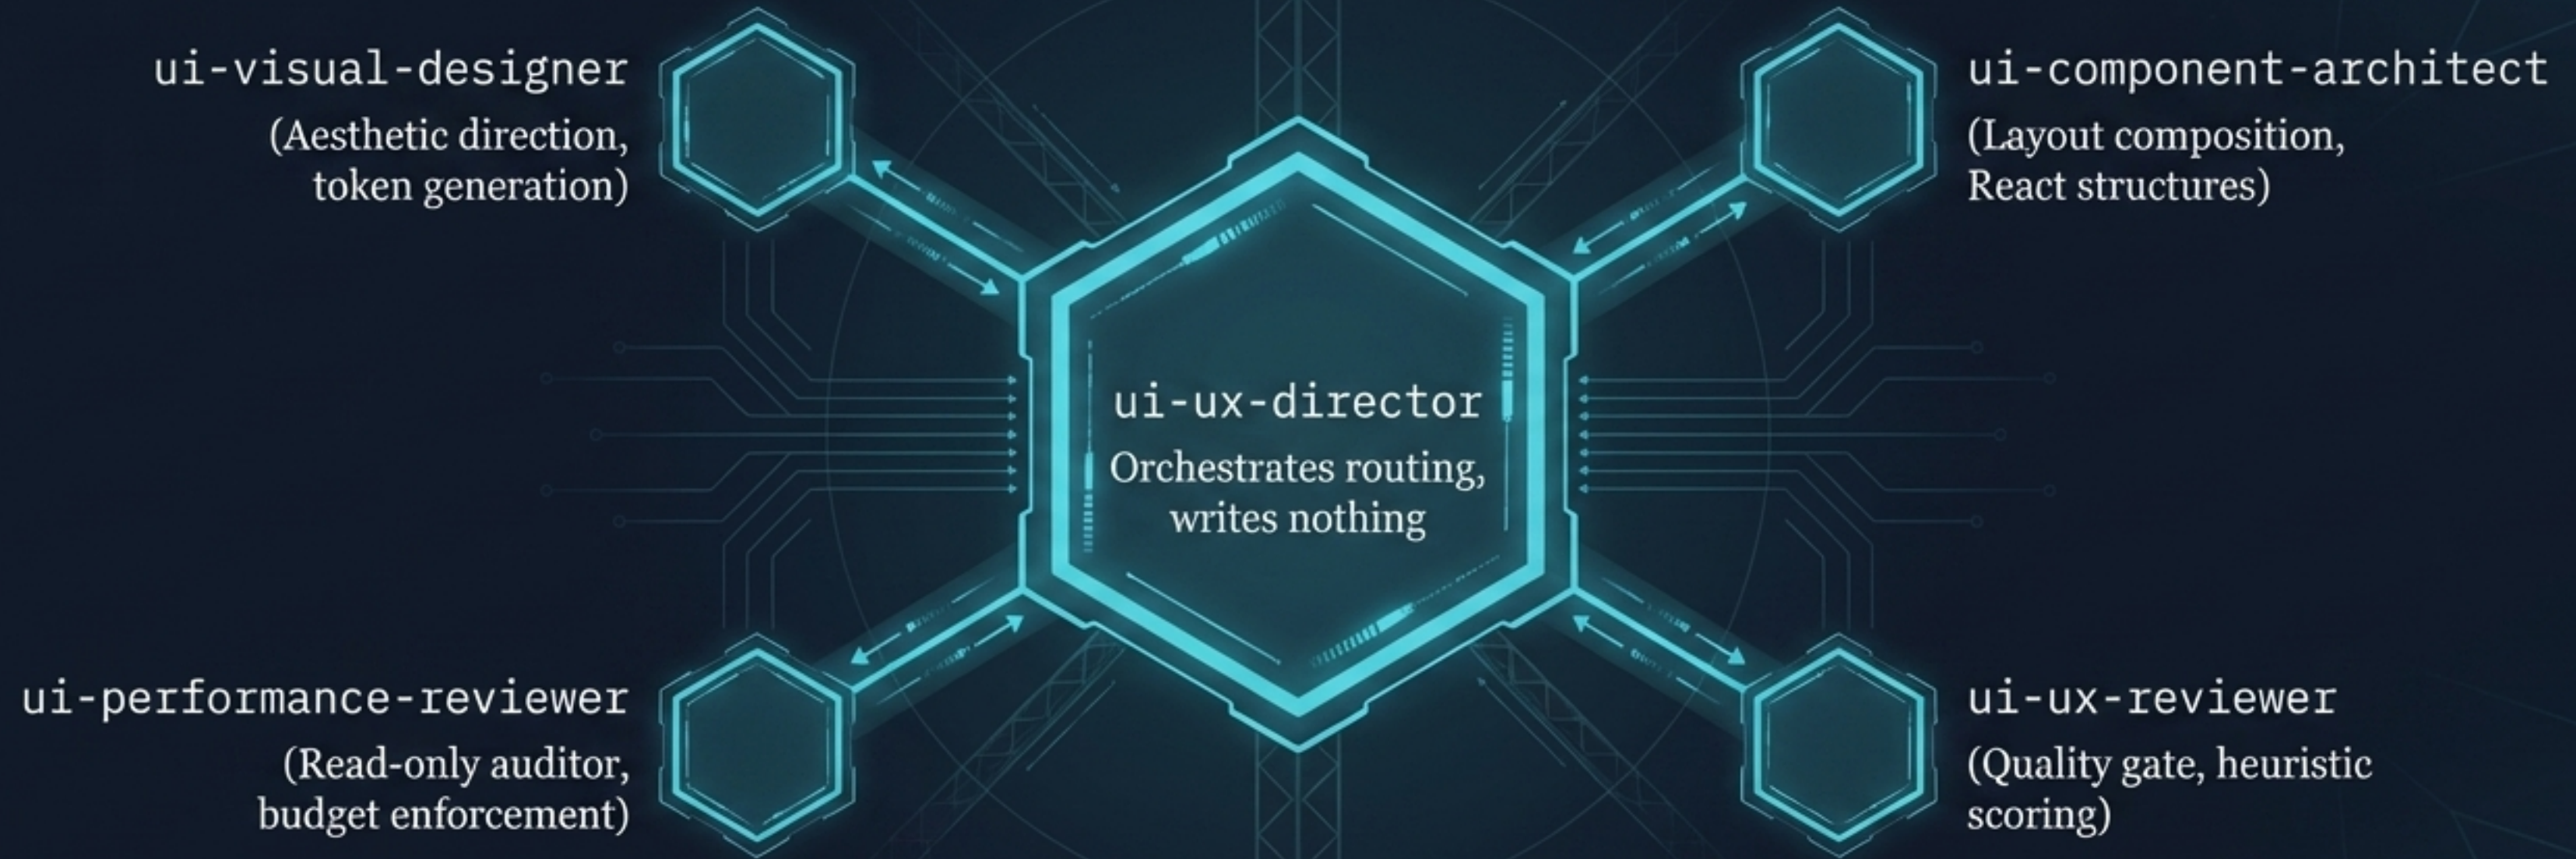 ui-visual-designer
(Aesthetic direction,
token generation)
ui-component-architect
(Layout composition,
React structures)
ui-ux-director
Orchestrates routing,
writes nothing
ui-performance-reviewer
(Read-only auditor,
budget enforcement)
ui-ux-reviewer
(Quality gate, heuristic
scoring)